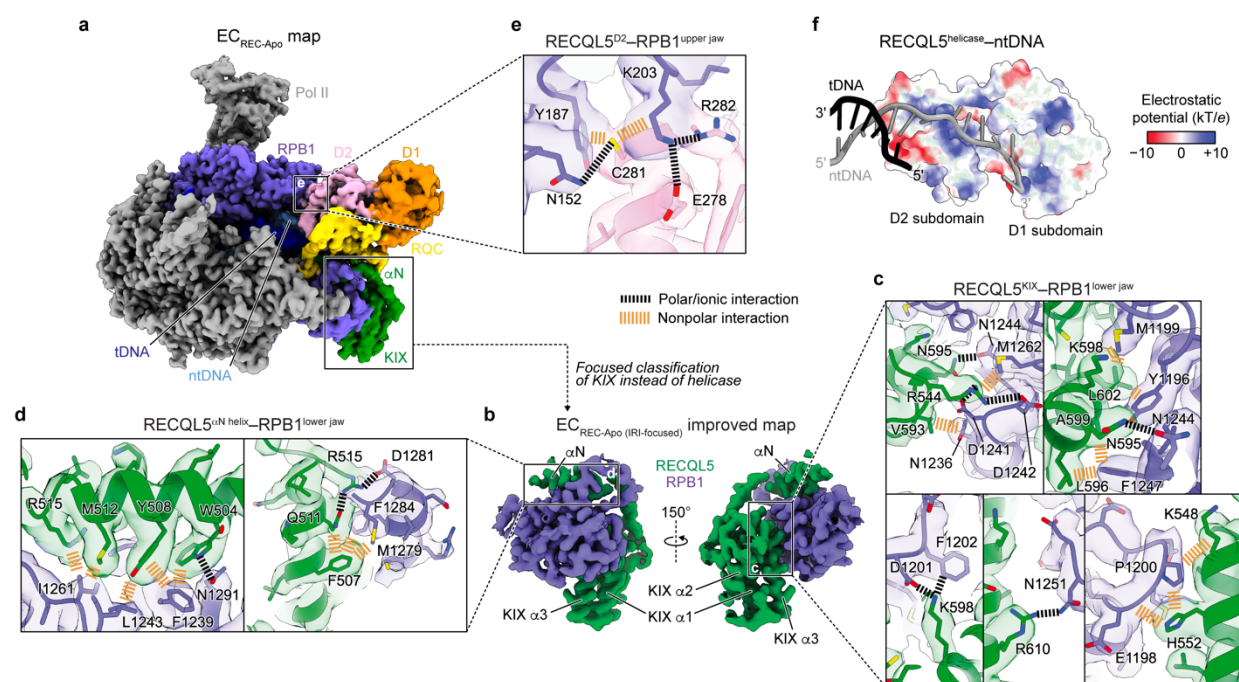 a
EC_REC-Apo map
Pol II
RPB1
D2
D1
e
RQC
αN
KIX
tDNA
ntDNA
e
RECQL5^D2–RPB1^upper jaw
K203
Y187
R282
C281
N152
E278
Polar/ionic interaction
Nonpolar interaction
f
RECQL5^helicase–ntDNA
tDNA
3'
5'
ntDNA
5'
3'
D2 subdomain
D1 subdomain
Electrostatic
potential (kT/e)
−10 0 +10
Focused classification
of KIX instead of helicase
d
RECQL5^αN helix–RPB1^lower jaw
R515
M512
Y508
W504
I1261
L1243
F1239
N1291
R515
D1281
Q511
F1284
M1279
F507
b
EC_REC-Apo (IRI-focused) improved map
αN
d
RECQL5
RPB1
150°
αN
c
KIX α3
KIX α1
KIX α2
KIX α3
c
RECQL5^KIX–RPB1^lower jaw
N1244
N595
M1262
R544
V593
N1236
D1241
D1242
M1199
K598
Y1196
L602
A599
N1244
N595
L596
F1247
F1202
D1201
K598
N1251
R610
K548
P1200
E1198
H552